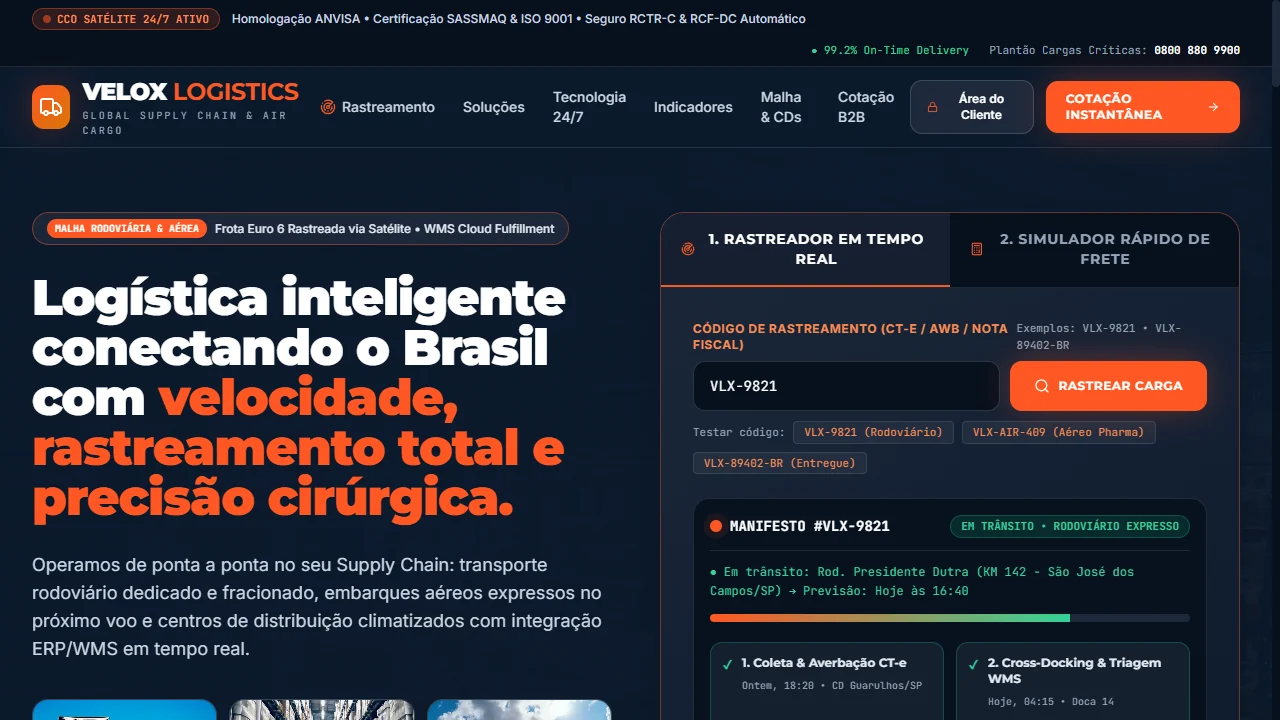 CCO SATÉLITE 24/7 ATIVO
Homologação ANVISA • Certificação SASSMAQ & ISO 9001 • Seguro RCTR-C & RCF-DC Automático
● 99.2% On-Time Delivery
Plantão Cargas Críticas: 0800 880 9900
VELOX LOGISTICS
GLOBAL SUPPLY CHAIN & AIR
CARGO
Rastreamento
Soluções
Tecnologia
24/7
Indicadores
Malha
& CDs
Cotação
B2B
Área do
Cliente
COTAÇÃO
INSTANTÂNEA →
MALHA RODOVIÁRIA & AÉREA
Frota Euro 6 Rastreada via Satélite • WMS Cloud Fulfillment
Logística inteligente
conectando o Brasil
com velocidade,
rastreamento total e
precisão cirúrgica.
Operamos de ponta a ponta no seu Supply Chain: transporte
rodoviário dedicado e fracionado, embarques aéreos expressos no
próximo voo e centros de distribuição climatizados com integração
ERP/WMS em tempo real.
1. RASTREADOR EM TEMPO
REAL
2. SIMULADOR RÁPIDO DE
FRETE
CÓDIGO DE RASTREAMENTO (CT-E / AWB / NOTA
FISCAL)
Exemplos: VLX-9821 • VLX-
89402-BR
VLX-9821
RASTREAR CARGA
Testar código:
VLX-9821 (Rodoviário)
VLX-AIR-409 (Aéreo Pharma)
VLX-89402-BR (Entregue)
MANIFESTO #VLX-9821
EM TRÂNSITO • RODOVIÁRIO EXPRESSO
● Em trânsito: Rod. Presidente Dutra (KM 142 - São José dos
Campos/SP) → Previsão: Hoje às 16:40
✓ 1. Coleta & Averbação CT-e
Ontem, 18:20 • CD Guarulhos/SP
✓ 2. Cross-Docking & Triagem
WMS
Hoje, 04:15 • Doca 14